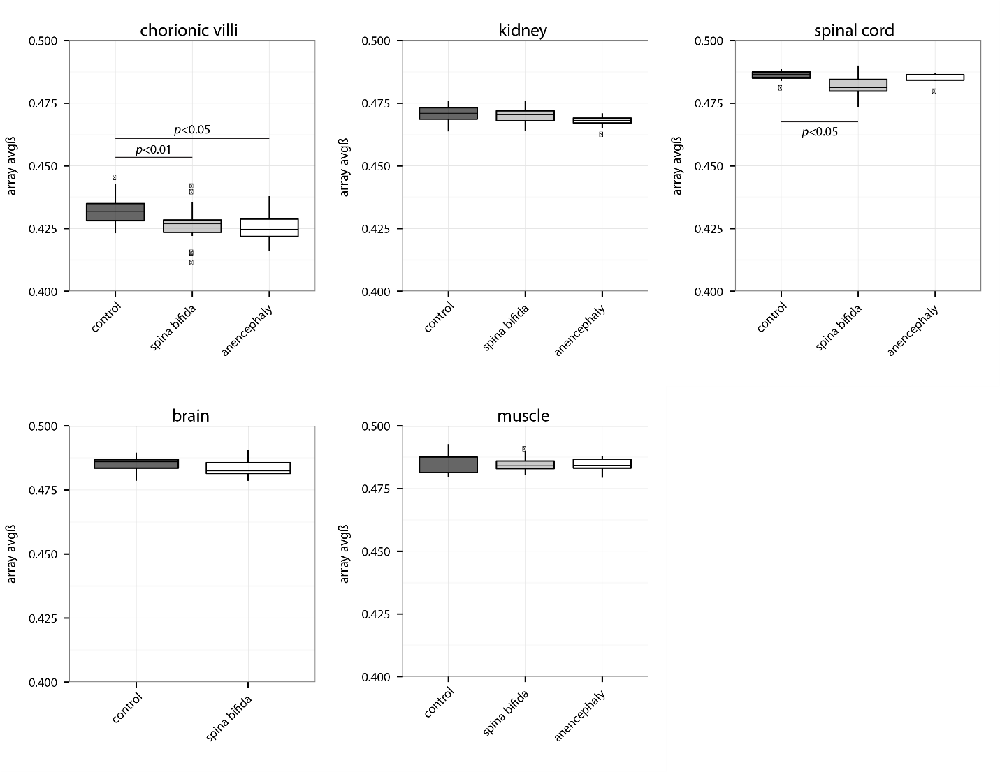 chorionic villi
0.500
0.475
0.450
0.425
0.400
array avgß
p<0.05
p<0.01
control
spina bifida
anencephaly
kidney
0.500
0.475
0.450
0.425
0.400
array avgß
control
spina bifida
anencephaly
spinal cord
0.500
0.475
0.450
0.425
0.400
array avgß
p<0.05
control
spina bifida
anencephaly
brain
0.500
0.475
0.450
0.425
0.400
array avgß
control
spina bifida
muscle
0.500
0.475
0.450
0.425
0.400
array avgß
control
spina bifida
anencephaly